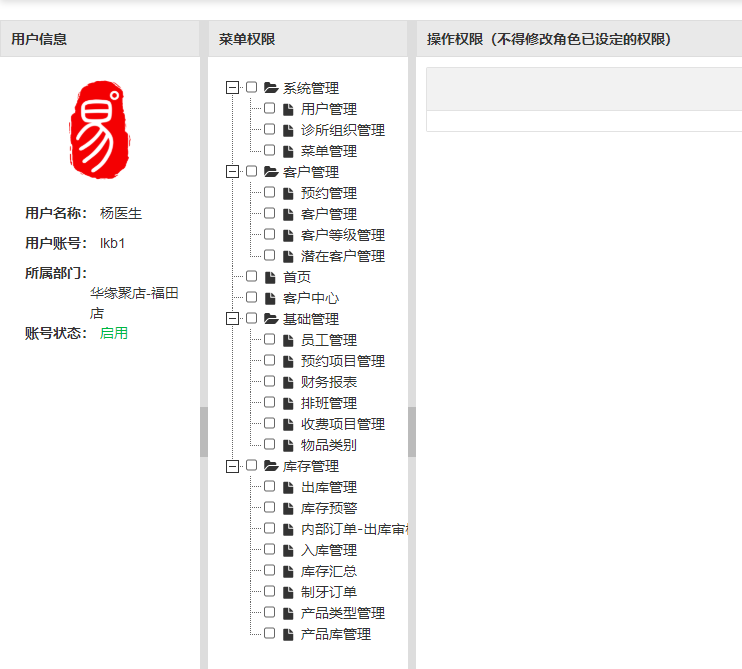 用户信息
菜单权限
操作权限（不得修改角色已设定的权限）
易
用户名称： 杨医生
用户账号： lkb1
所属部门：
华缘聚店-福田
店
账号状态： 启用
系统管理
用户管理
诊所组织管理
菜单管理
客户管理
预约管理
客户管理
客户等级管理
潜在客户管理
首页
客户中心
基础管理
员工管理
预约项目管理
财务报表
排班管理
收费项目管理
物品类别
库存管理
出库管理
库存预警
内部订单-出库审
入库管理
库存汇总
制牙订单
产品类型管理
产品库管理